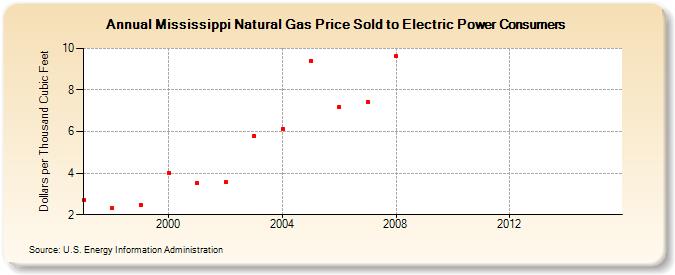 Annual Mississippi Natural Gas Price Sold to Electric Power Consumers
Dollars per Thousand Cubic Feet
10
8
6
4
2
2000 2004 2008 2012
Source: U.S. Energy Information Administration